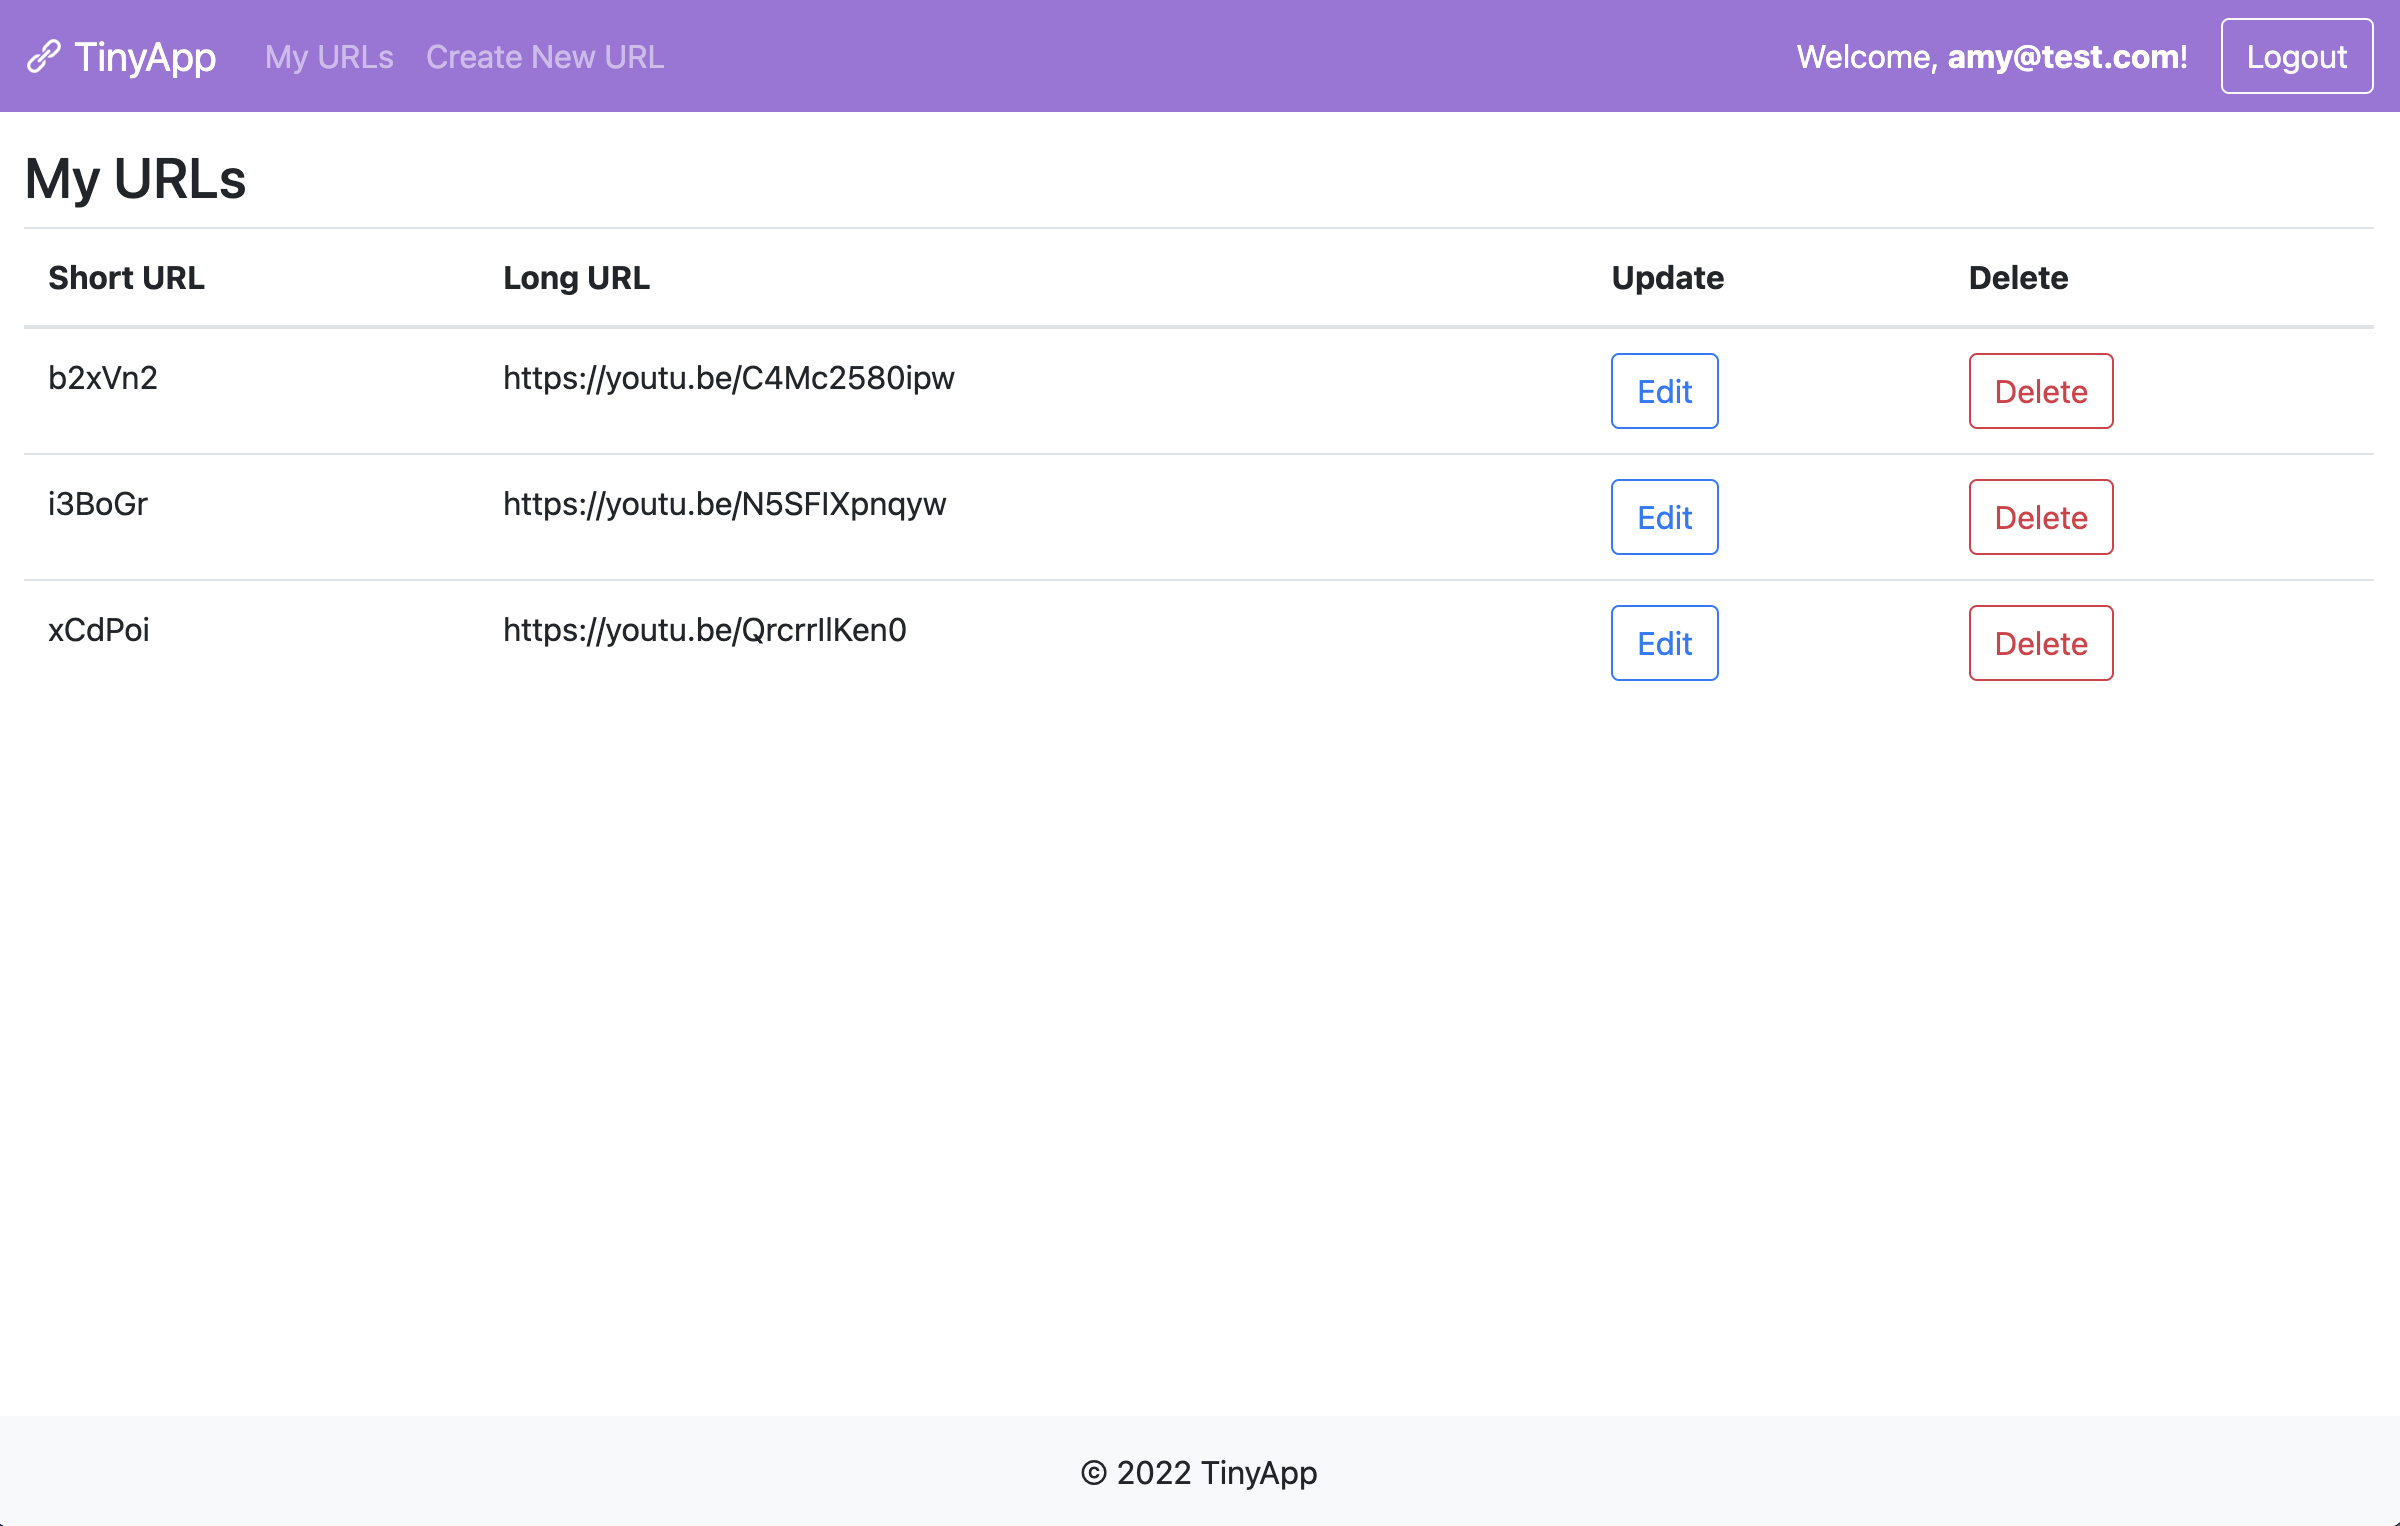 TinyApp My URLs Create New URL Welcome, amy@test.com! Logout
My URLs
Short URL Long URL Update Delete
b2xVn2 https://youtu.be/C4Mc2580ipw Edit Delete
i3BoGr https://youtu.be/N5SFIXpnqyw Edit Delete
xCdPoi https://youtu.be/QrcrrIlKen0 Edit Delete
© 2022 TinyApp